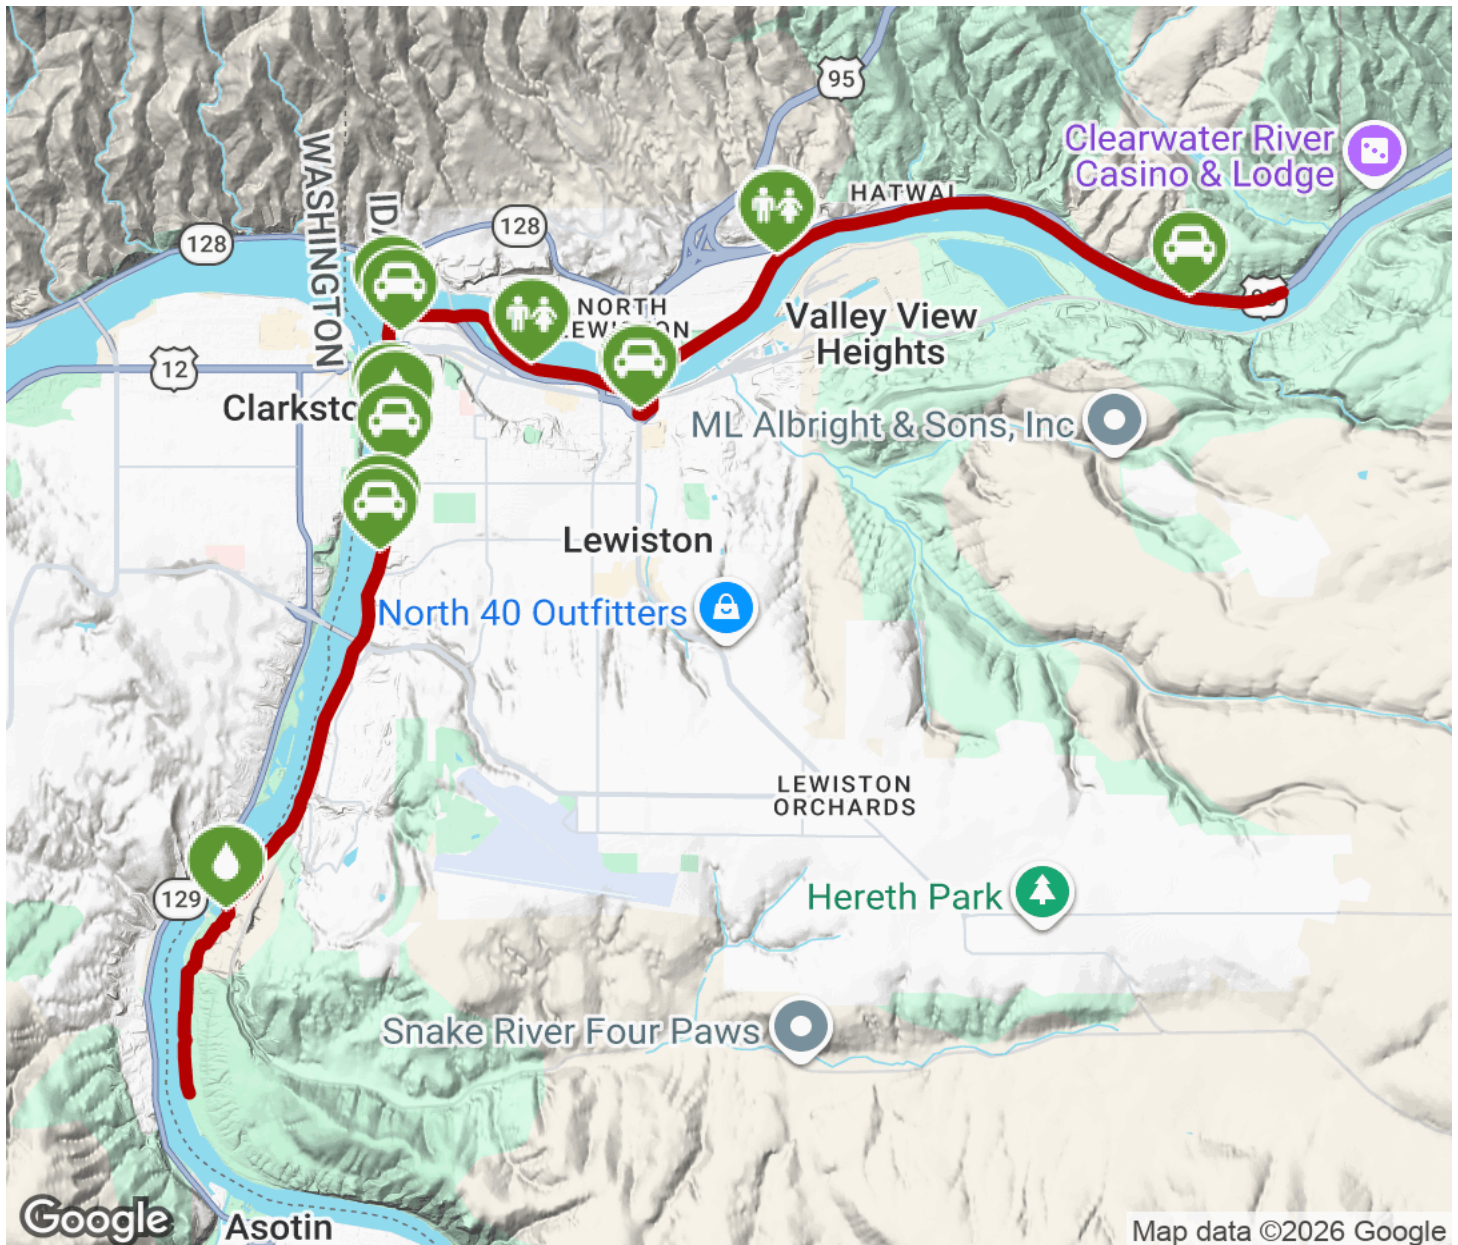 95
Clearwater River
Casino & Lodge
WASHINGTON
HATWAI
128
128
NORTH
LEWISTON
Valley View
Heights
12
Clarksto
ML Albright & Sons, Inc
Lewiston
North 40 Outfitters
LEWISTON
ORCHARDS
129
Hereth Park
Snake River Four Paws
Google
Asotin
Map data ©2026 Google